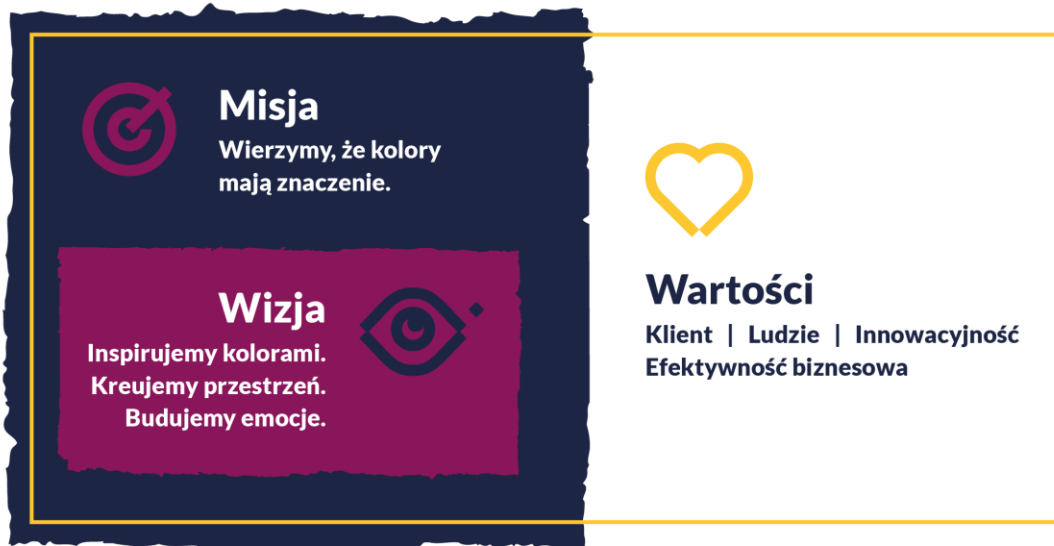 Misja
Wierzymy, że kolory
mają znaczenie.
Wizja
Inspirujemy kolorami.
Kreujemy przestrzeń.
Budujemy emocje.
Wartości
Klient | Ludzie | Innowacyjność
Efektywność biznesowa